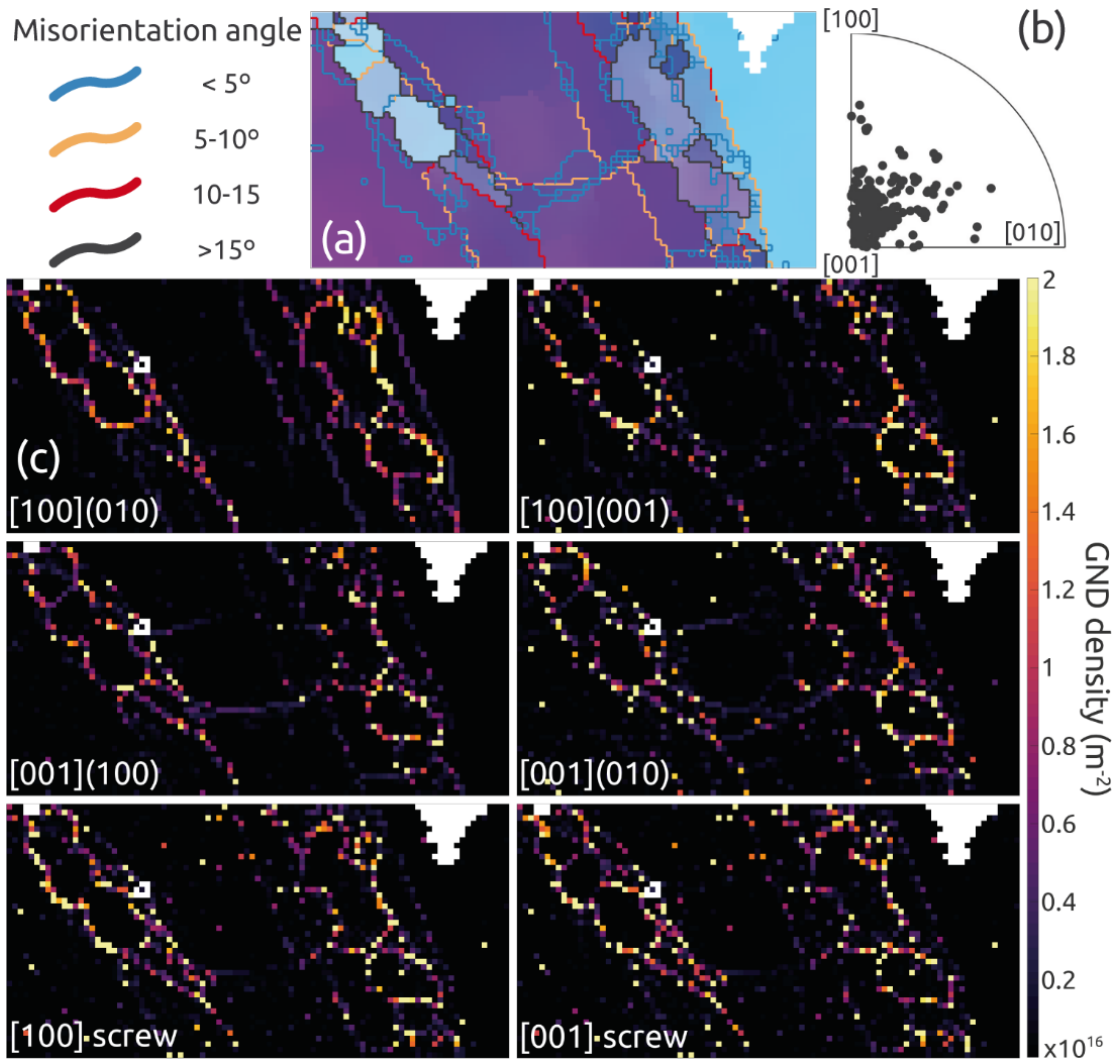 Misorientation angle
< 5°
5-10°
10-15
>15°
(a)
[100]
(b)
[010]
[001]
(c)
[100](010)
[100](001)
[001](100)
[001](010)
[100] screw
[001] screw
2
1.8
1.6
1.4
1.2
1
0.8
0.6
0.4
0.2
x10¹⁶
GND density (m⁻²)